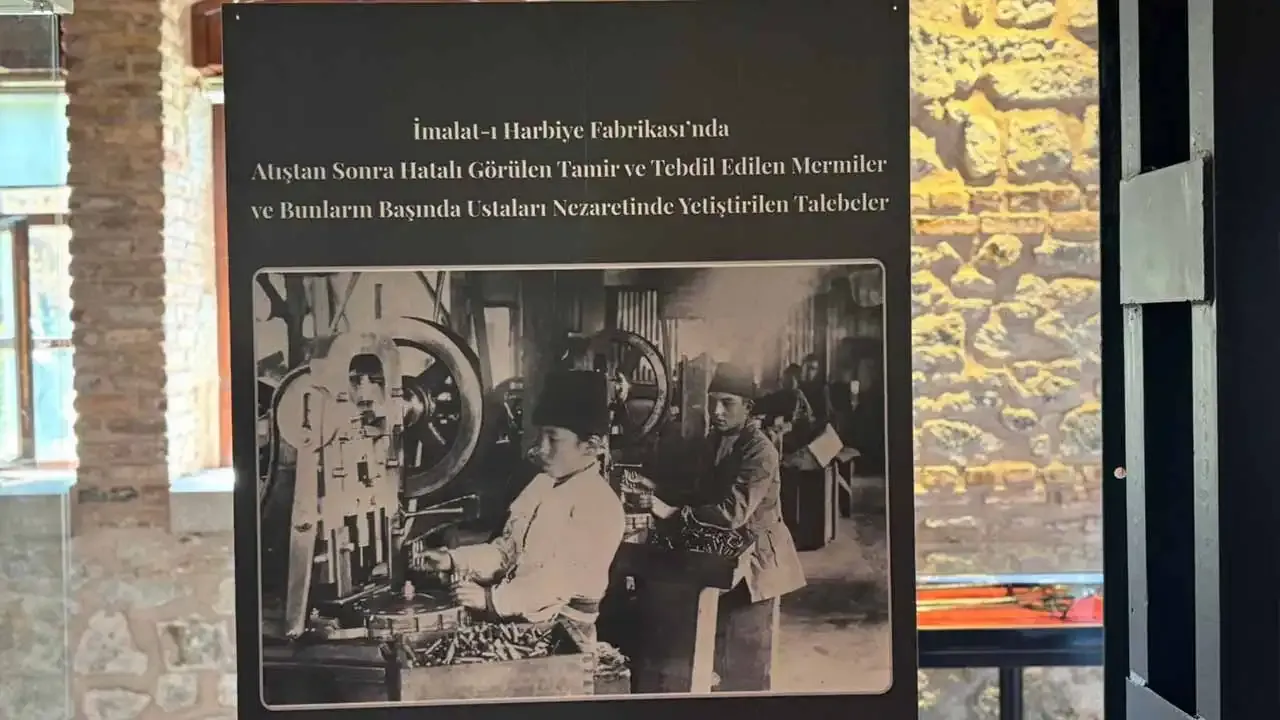 İmalat-ı Harbiye Fabrikası'nda
Atıştan Sonra Hatalı Görülen Tamir ve Tebdil Edilen Mermiler
ve Bunların Başında Ustaları Nezaretinde Yetiştirilen Talebeler